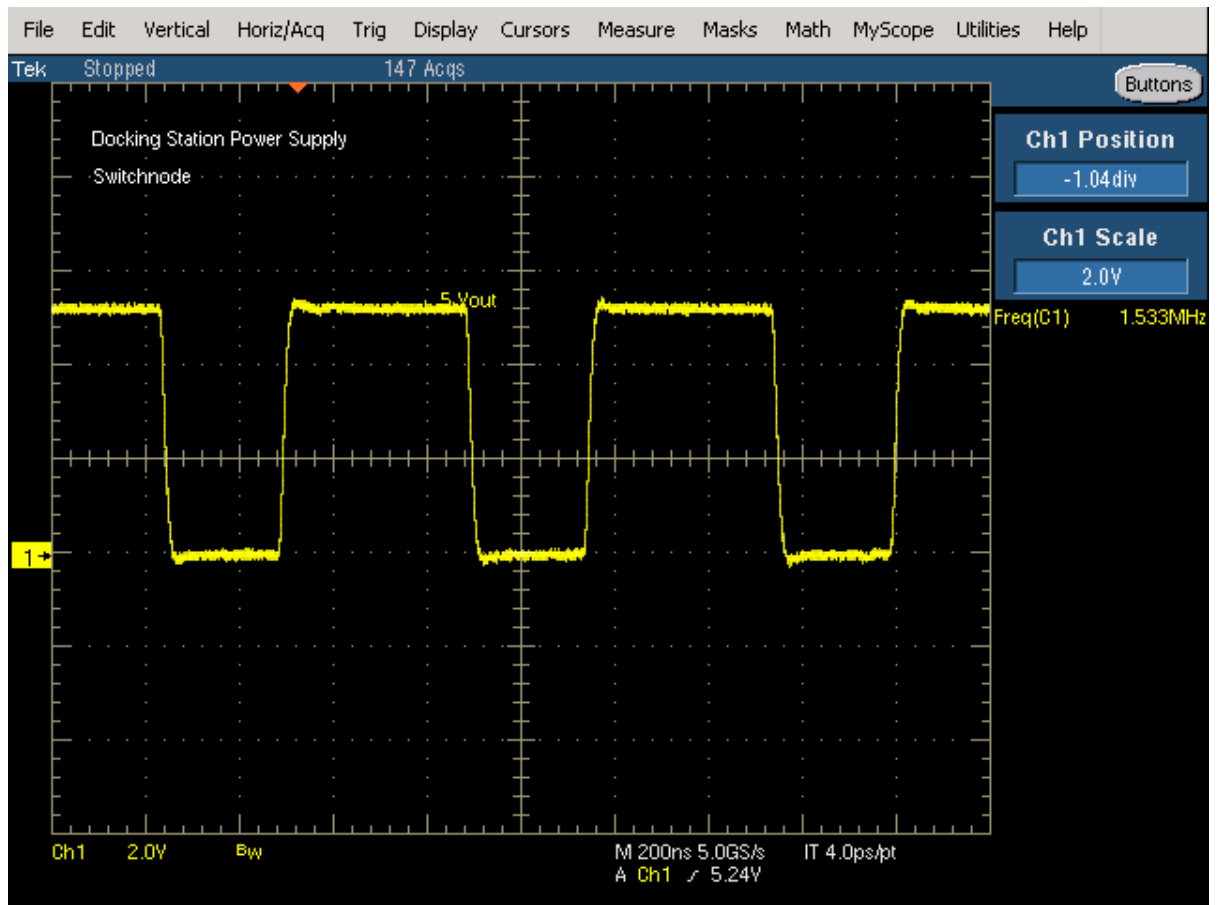 File Edit Vertical Horiz/Acq Trig Display Cursors Measure Masks Math MyScope Utilities Help
Tek Stopped 147 Acqs
Buttons
Docking Station Power Supply
Switchnode
Ch1 Position
-1.04div
Ch1 Scale
2.0V
5 Vout
Freq(C1) 1.533MHz
1
Ch1 2.0V BW M 200ns 5.0GS/s IT 4.0ps/pt
A Ch1 5.24V